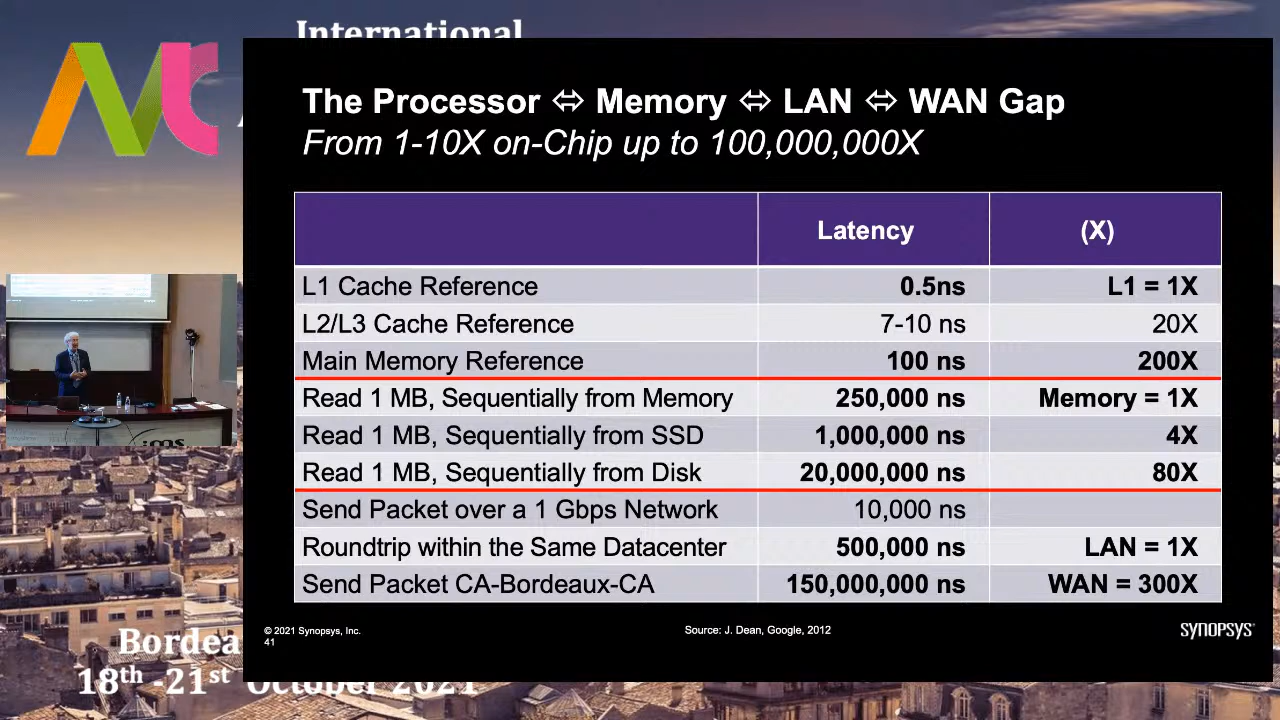 International
The Processor ⇔ Memory ⇔ LAN ⇔ WAN Gap
From 1-10X on-Chip up to 100,000,000X
Latency (X)
L1 Cache Reference 0.5ns L1 = 1X
L2/L3 Cache Reference 7-10 ns 20X
Main Memory Reference 100 ns 200X
Read 1 MB, Sequentially from Memory 250,000 ns Memory = 1X
Read 1 MB, Sequentially from SSD 1,000,000 ns 4X
Read 1 MB, Sequentially from Disk 20,000,000 ns 80X
Send Packet over a 1 Gbps Network 10,000 ns
Roundtrip within the Same Datacenter 500,000 ns LAN = 1X
Send Packet CA-Bordeaux-CA 150,000,000 ns WAN = 300X
© 2021 Synopsys, Inc.
41
Source: J. Dean, Google, 2012
SYNOPSYS
Bordea
18th -21st October 2021
ims